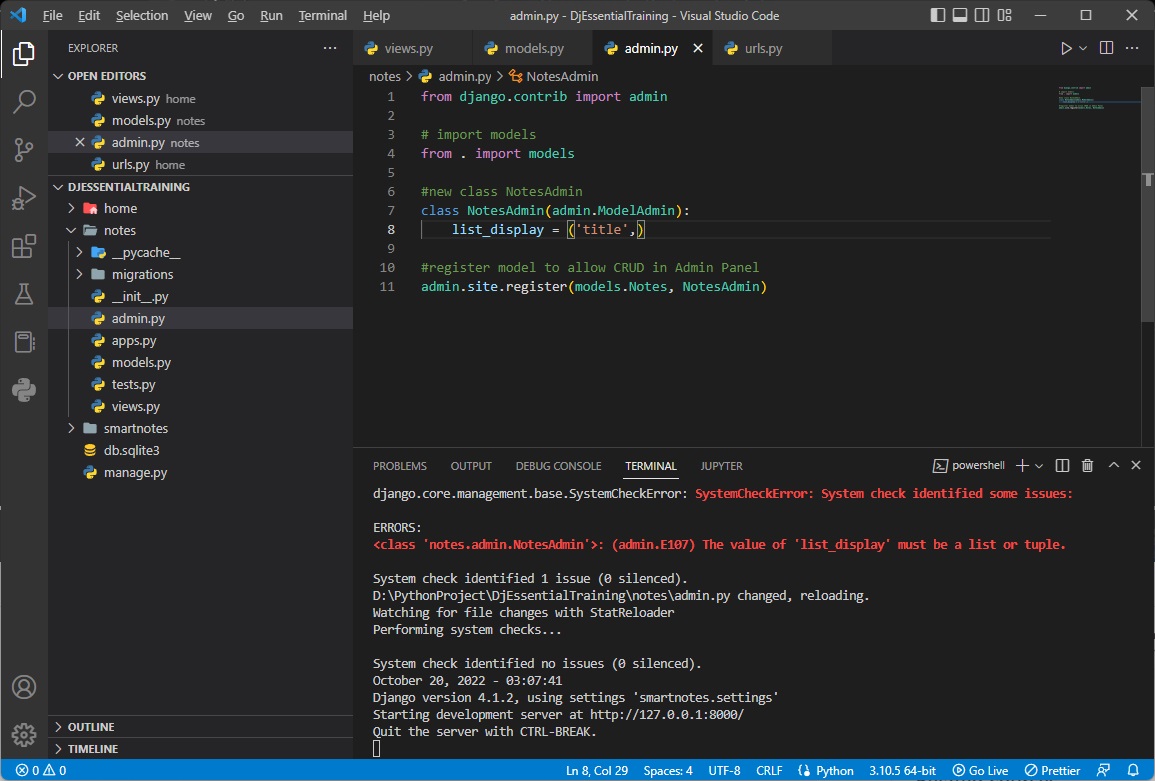 File Edit Selection View Go Run Terminal Help admin.py - DjEssentialTraining - Visual Studio Code
EXPLORER
OPEN EDITORS
views.py home
models.py notes
admin.py notes
urls.py home
DJESSENTIALTRAINING
home
notes
__pycache__
migrations
__init__.py
admin.py
apps.py
models.py
tests.py
views.py
smartnotes
db.sqlite3
manage.py
OUTLINE
TIMELINE
views.py models.py admin.py urls.py
notes > admin.py > NotesAdmin
1 from django.contrib import admin
2
3 # import models
4 from . import models
5
6 #new class NotesAdmin
7 class NotesAdmin(admin.ModelAdmin):
8 list_display = ('title',)
9
10 #register model to allow CRUD in Admin Panel
11 admin.site.register(models.Notes, NotesAdmin)
PROBLEMS OUTPUT DEBUG CONSOLE TERMINAL JUPYTER powershell
django.core.management.base.SystemCheckError: SystemCheckError: System check identified some issues:
ERRORS:
<class 'notes.admin.NotesAdmin'>: (admin.E107) The value of 'list_display' must be a list or tuple.
System check identified 1 issue (0 silenced).
D:\PythonProject\DjEssentialTraining\notes\admin.py changed, reloading.
Watching for file changes with StatReloader
Performing system checks...
System check identified no issues (0 silenced).
October 20, 2022 - 03:07:41
Django version 4.1.2, using settings 'smartnotes.settings'
Starting development server at http://127.0.0.1:8000/
Quit the server with CTRL-BREAK.
0 0 Ln 8, Col 29 Spaces: 4 UTF-8 CRLF Python 3.10.5 64-bit Go Live Prettier